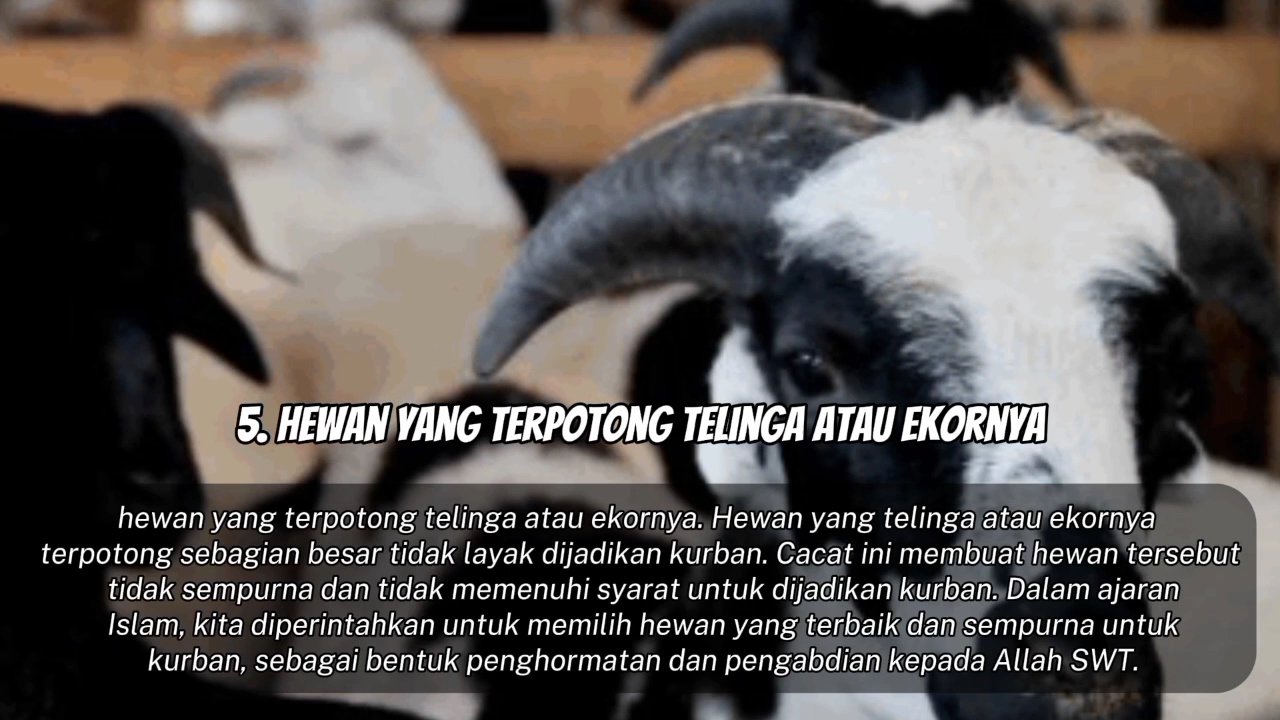 5. HEWAN YANG TERPOTONG TELINGA ATAU EKORNYA
hewan yang terpotong telinga atau ekornya. Hewan yang telinga atau ekornya
terpotong sebagian besar tidak layak dijadikan kurban. Cacat ini membuat hewan tersebut
tidak sempurna dan tidak memenuhi syarat untuk dijadikan kurban. Dalam ajaran
Islam, kita diperintahkan untuk memilih hewan yang terbaik dan sempurna untuk
kurban, sebagai bentuk penghormatan dan pengabdian kepada Allah SWT.